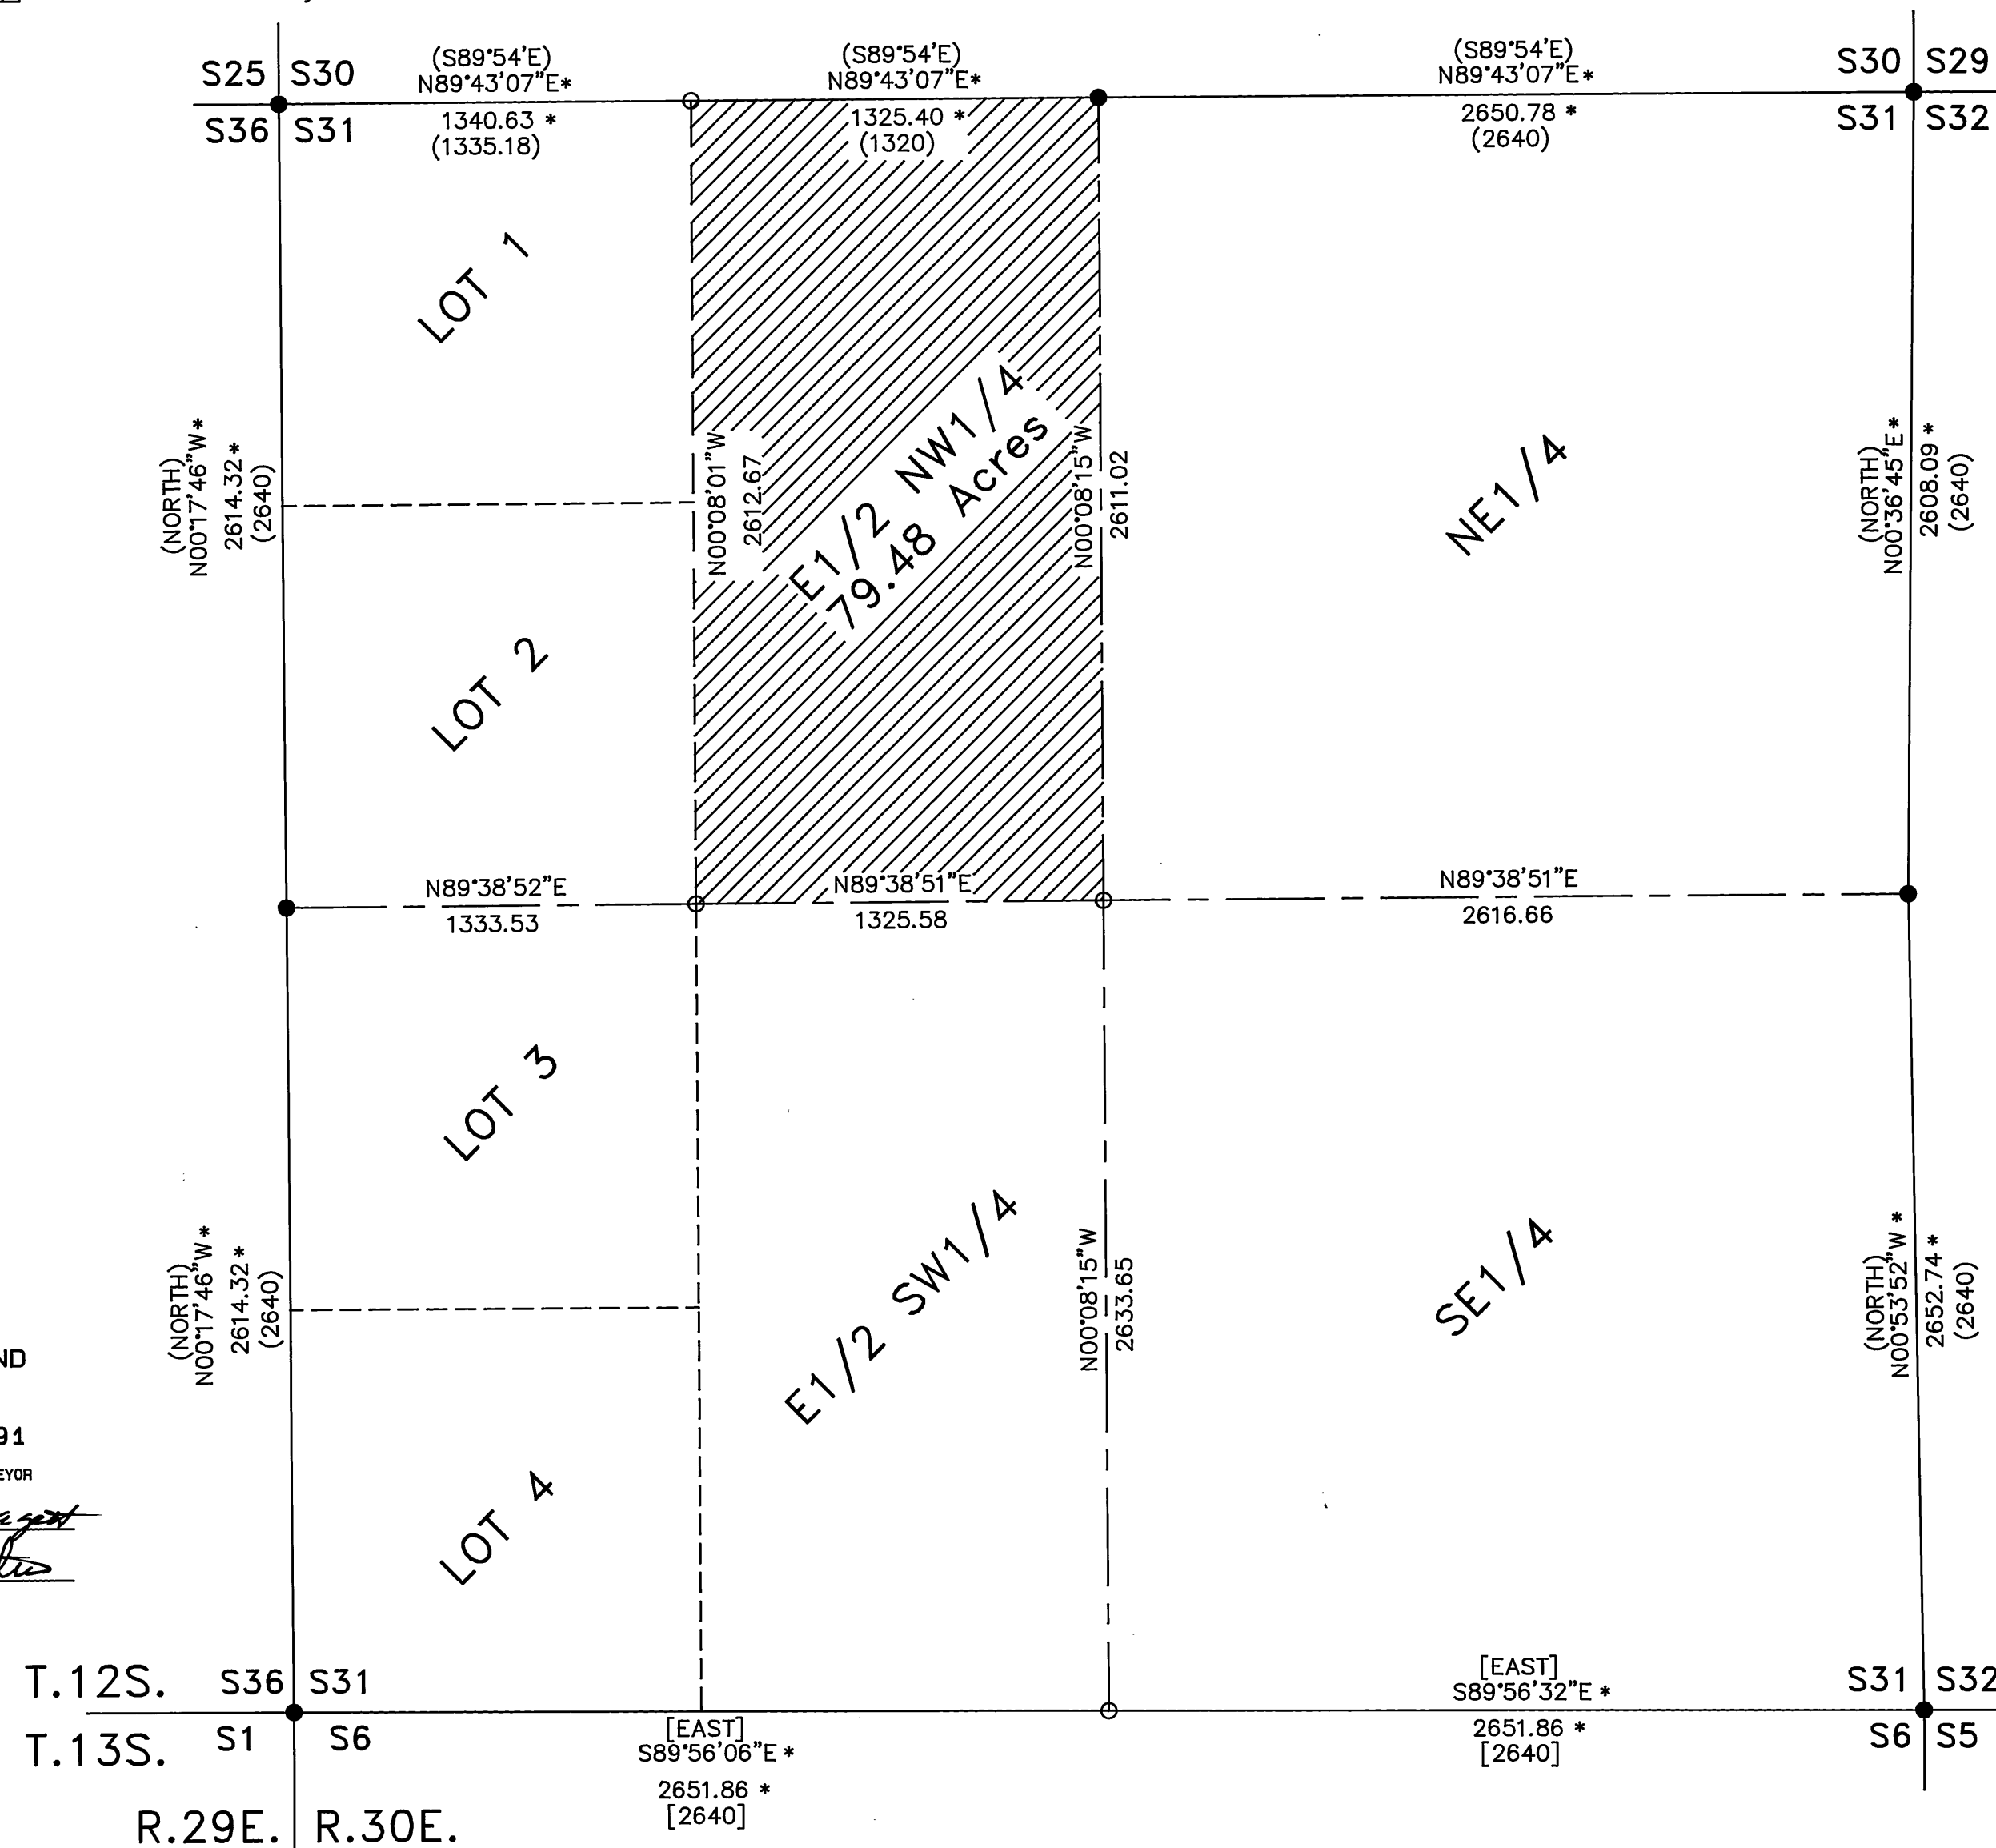 S25 S30
(S89°54'E)
N89°43'07"E*
(S89°54'E)
N89°43'07"E*
(S89°54'E)
N89°43'07"E*
S30 S29
S36 S31
1340.63 *
(1335.18)
1325.40 *
(1320)
2650.78 *
(2640)
S31 S32
LOT 1
(NORTH)
N00°17'46"W*
2614.32*
(2640)
N00°08'01"W
2612.67
E1/2 NW1/4
79.48 Acres
N00°08'15"W
2611.02
NE1/4
(NORTH)
N00°36'45"E*
2608.09 *
(2640)
LOT 2
N89°38'52"E
1333.53
N89°38'51"E
1325.58
N89°38'51"E
2616.66
LOT 3
(NORTH)
N00°17'46"W*
2614.32*
(2640)
E1/2 SW1/4
N00°08'15"W
2633.65
SE1/4
(NORTH)
N00°53'52"W *
2652.74 *
(2640)
ND
91
EYOR
LOT 4
T.12S. S36 S31
[EAST]
S89°56'32"E *
S31 S32
T.13S. S1 S6
[EAST]
S89°56'06"E *
2651.86 *
[2640]
2651.86 *
[2640]
S6 S5
R.29E. R.30E.